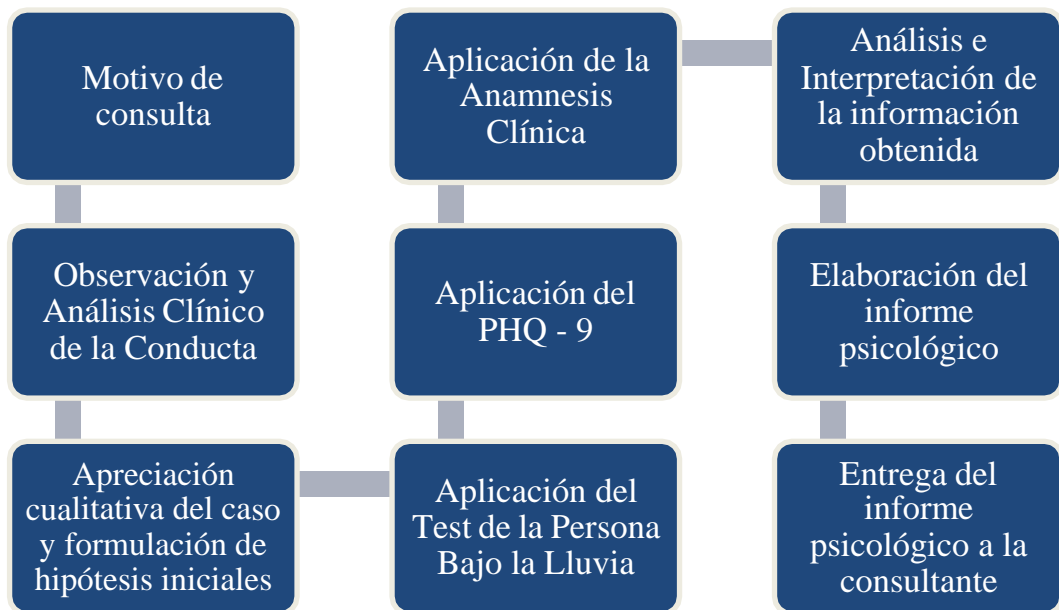 Motivo de
consulta
Observación y
Análisis Clínico
de la Conducta
Apreciación
cualitativa del caso
y formulación de
hipótesis iniciales
Aplicación del
Test de la Persona
Bajo la Lluvia
Aplicación del
PHQ - 9
Aplicación de la
Anamnesis
Clínica
Análisis e
Interpretación de
la información
obtenida
Elaboración del
informe
psicológico
Entrega del
informe
psicológico a la
consultante